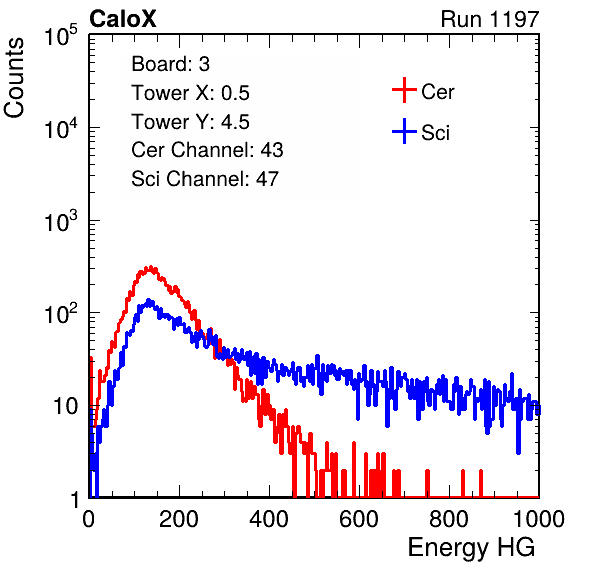 CaloX Run 1197
Counts
10^5
10^4
10^3
10^2
10
1
Board: 3
Tower X: 0.5
Tower Y: 4.5
Cer Channel: 43
Sci Channel: 47
Cer
Sci
0 200 400 600 800 1000
Energy HG